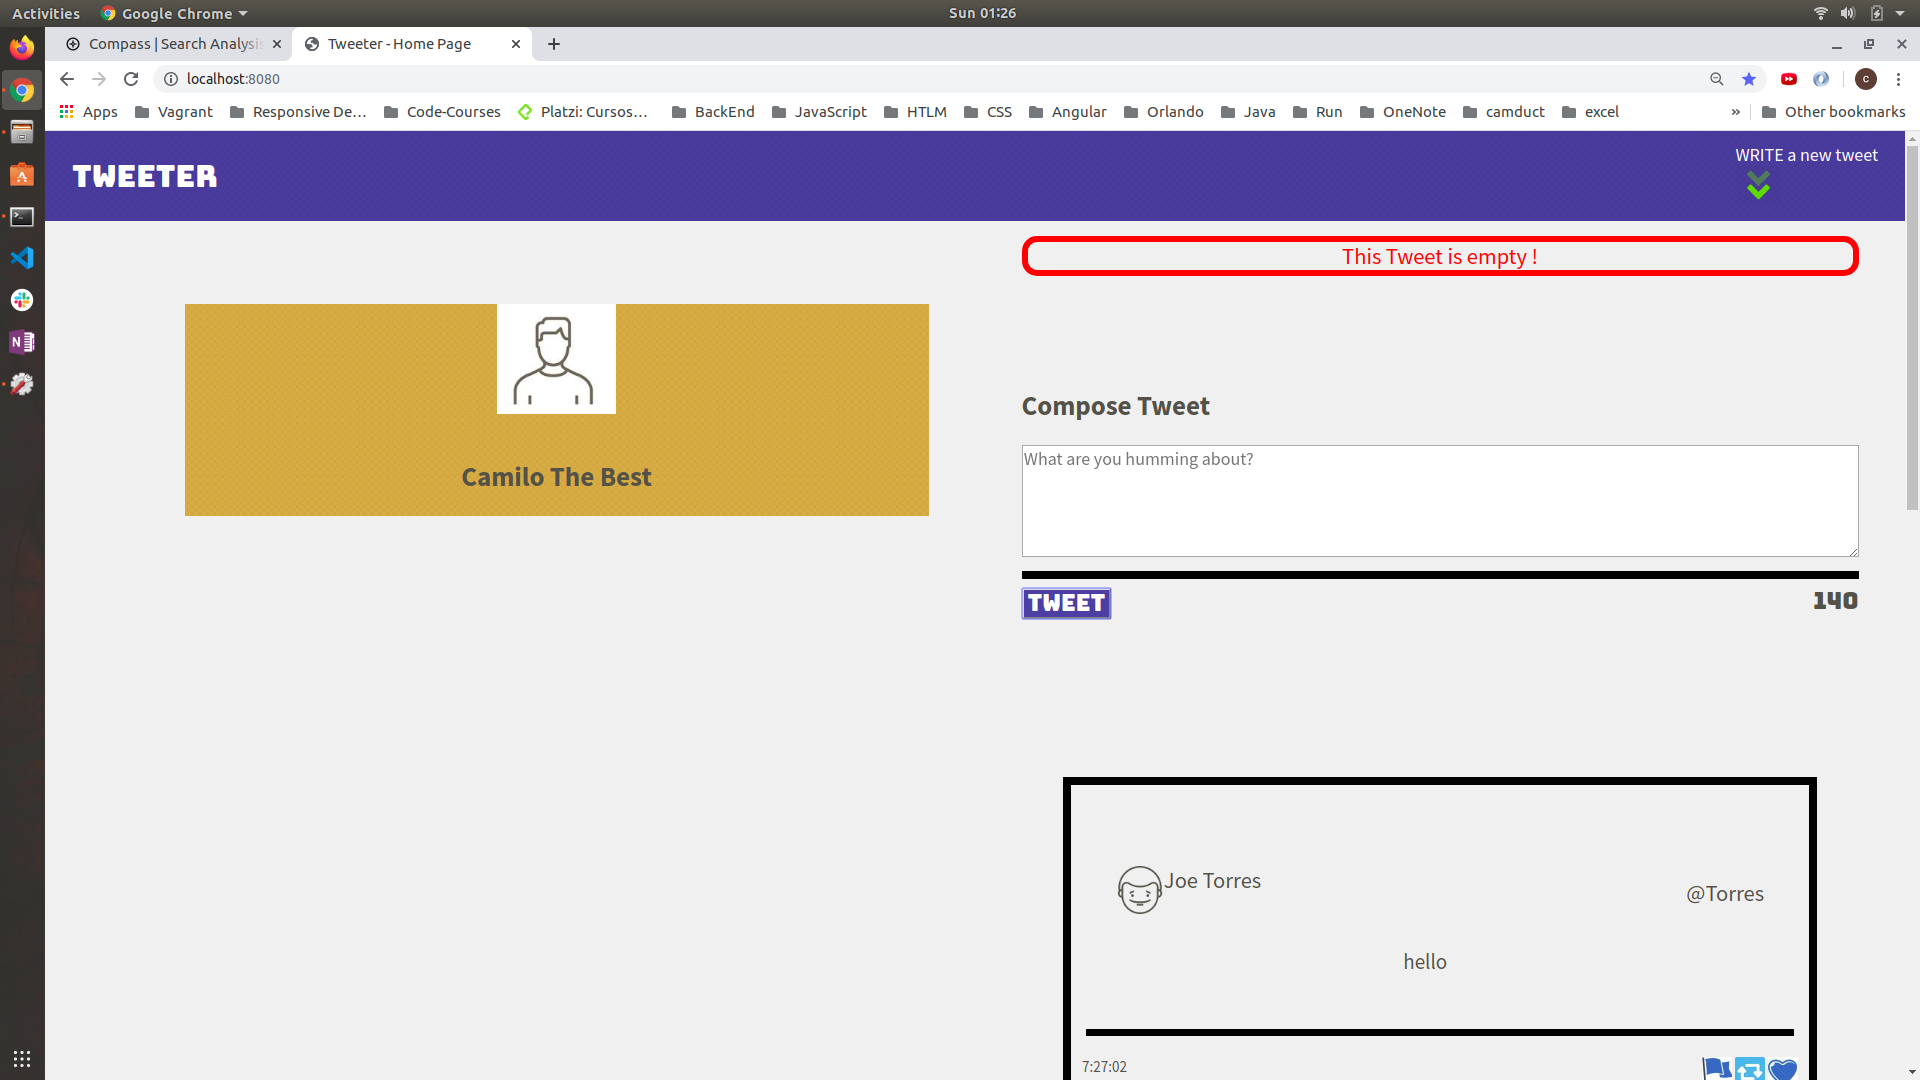 Activities
Google Chrome
Sun 01:26
Compass | Search Analysis
Tweeter - Home Page
localhost:8080
c
Apps
Vagrant
Responsive De...
Code-Courses
Platzi: Cursos...
BackEnd
JavaScript
HTLM
CSS
Angular
Orlando
Java
Run
OneNote
camduct
excel
»
Other bookmarks
TWEETER
WRITE a new tweet
This Tweet is empty !
Camilo The Best
Compose Tweet
What are you humming about?
TWEET
140
Joe Torres
@Torres
hello
7:27:02